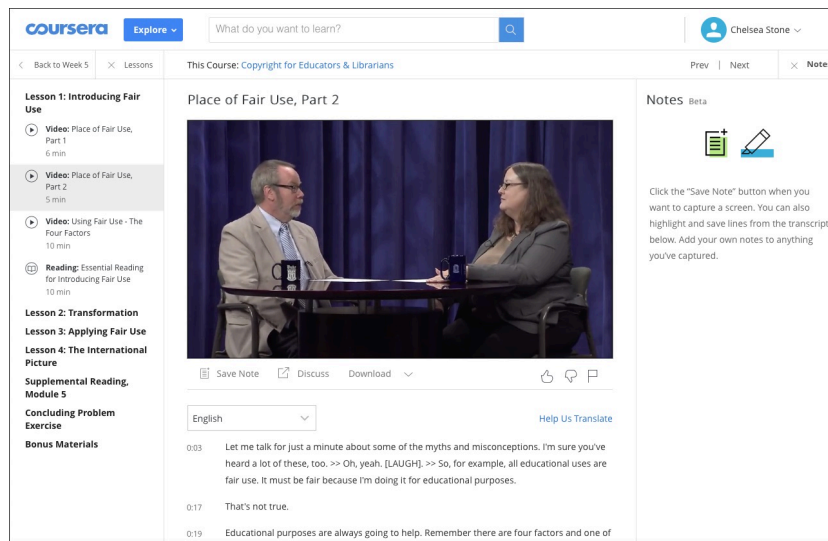 coursera
Explore
What do you want to learn?
Chelsea Stone
Back to Week 5
Lessons
This Course: Copyright for Educators & Librarians
Prev | Next
Note
Lesson 1: Introducing Fair
Use
Video: Place of Fair Use,
Part 1
6 min
Video: Place of Fair Use,
Part 2
5 min
Video: Using Fair Use - The
Four Factors
10 min
Reading: Essential Reading
for Introducing Fair Use
10 min
Lesson 2: Transformation
Lesson 3: Applying Fair Use
Lesson 4: The International
Picture
Supplemental Reading,
Module 5
Concluding Problem
Exercise
Bonus Materials
Place of Fair Use, Part 2
Save Note
Discuss
Download
English
Help Us Translate
0:03 Let me talk for just a minute about some of the myths and misconceptions. I'm sure you've
heard a lot of these, too. >> Oh, yeah. [LAUGH]. >> So, for example, all educational uses are
fair use. It must be fair because I'm doing it for educational purposes.
0:17 That's not true.
0:19 Educational purposes are always going to help. Remember there are four factors and one of
Notes Beta
Click the "Save Note" button when you
want to capture a screen. You can also
highlight and save lines from the transcript
below. Add your own notes to anything
you've captured.